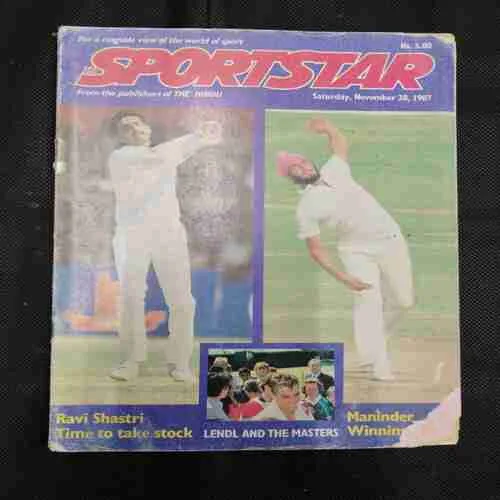 For a ringside view of the world of sport
Rs. 5.00
SPORTSTAR
From the publishers of THE HINDU
Saturday, November 28, 1987
Ravi Shastri
Time to take stock
LENDL AND THE MASTERS
Maninder
Winnin